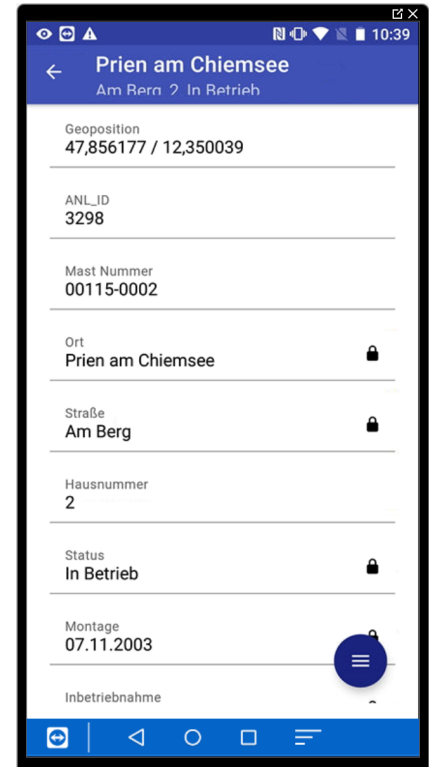 10:39
Prien am Chiemsee
Am Berg, 2, In Betrieb
Geoposition
47,856177 / 12,350039
ANL_ID
3298
Mast Nummer
00115-0002
Ort
Prien am Chiemsee
Straße
Am Berg
Hausnummer
2
Status
In Betrieb
Montage
07.11.2003
Inbetriebnahme